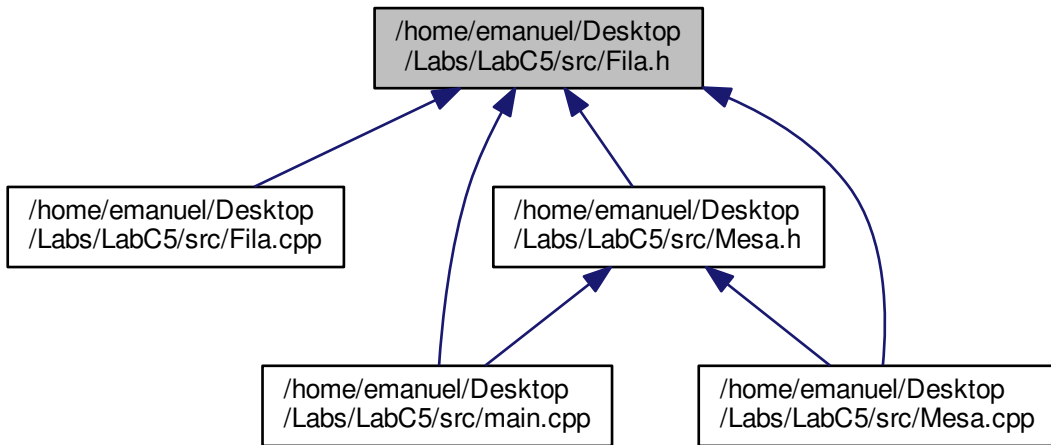 /home/emanuel/Desktop
/Labs/LabC5/src/Fila.h
/home/emanuel/Desktop
/Labs/LabC5/src/Fila.cpp
/home/emanuel/Desktop
/Labs/LabC5/src/Mesa.h
/home/emanuel/Desktop
/Labs/LabC5/src/main.cpp
/home/emanuel/Desktop
/Labs/LabC5/src/Mesa.cpp